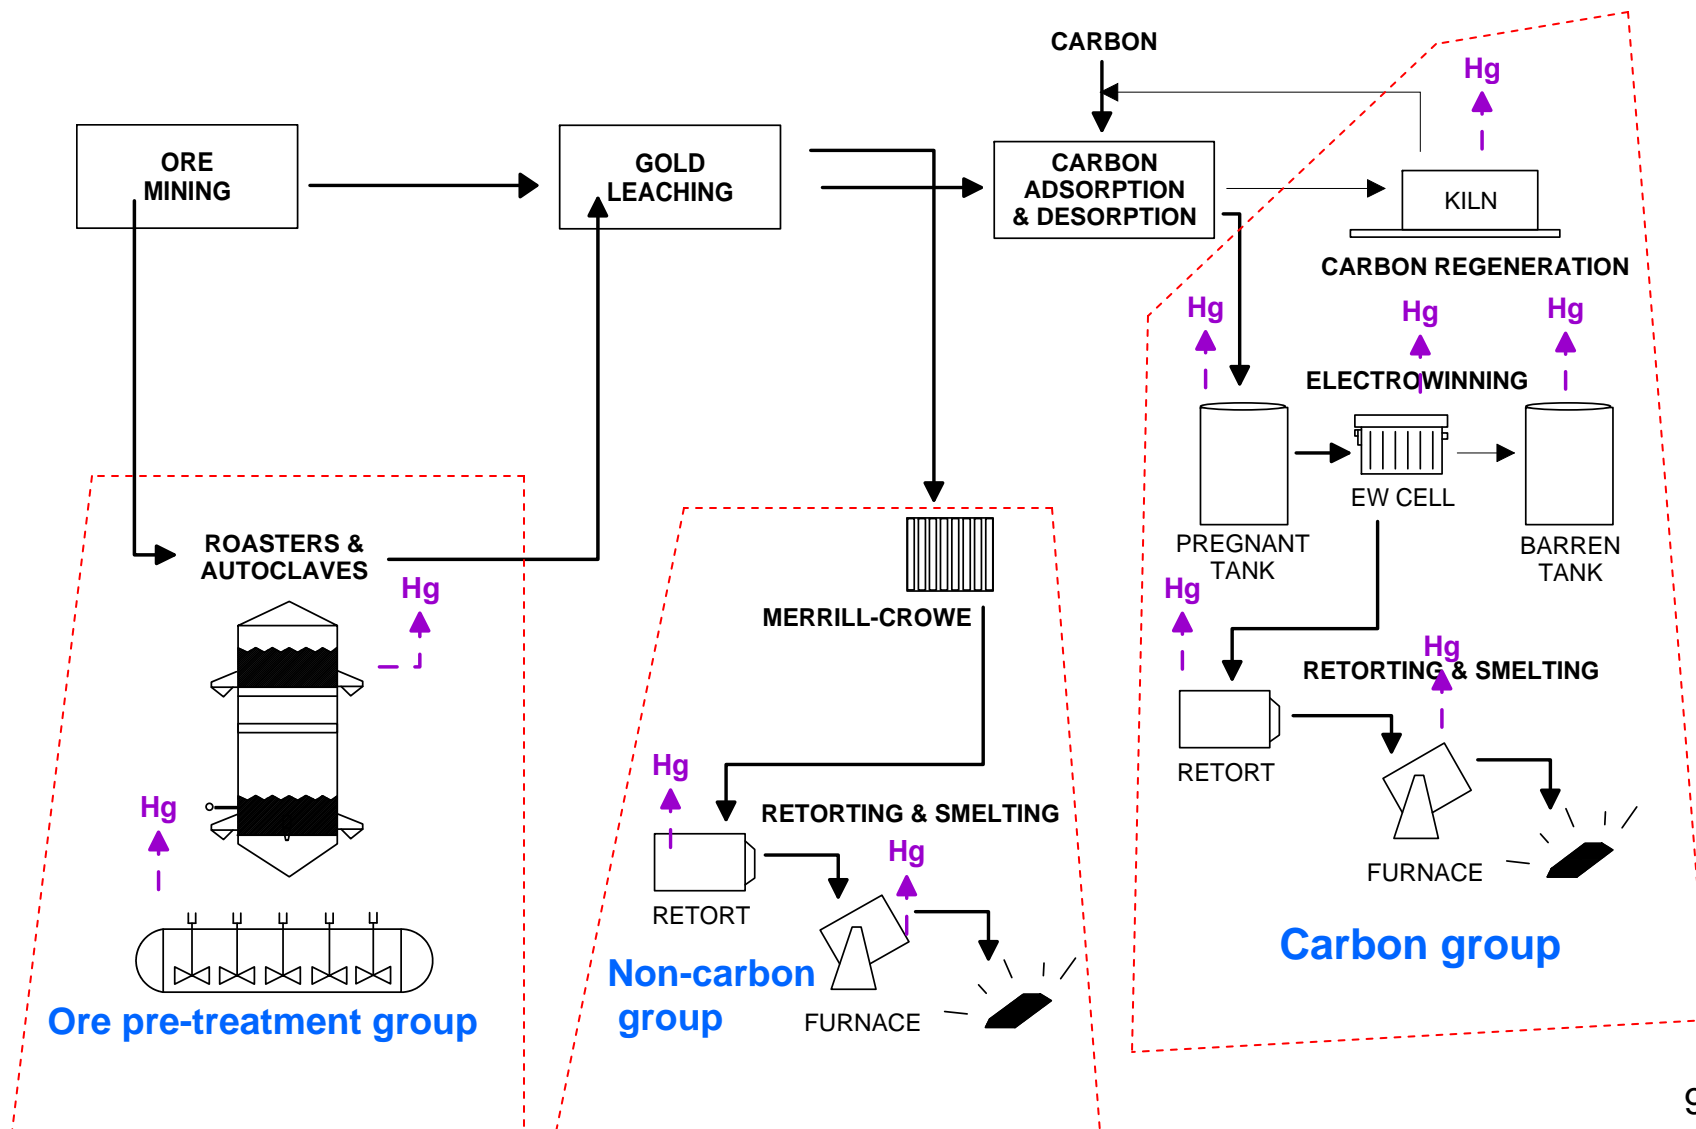 CARBON
Hg
ORE
MINING
GOLD
LEACHING
CARBON
ADSORPTION
& DESORPTION
KILN
CARBON REGENERATION
Hg
Hg
Hg
ELECTROWINNING
EW CELL
PREGNANT
TANK
BARREN
TANK
ROASTERS &
AUTOCLAVES
Hg
Hg
MERRILL-CROWE
Hg
RETORTING & SMELTING
RETORT
Hg
Hg
RETORTING & SMELTING
Hg
RETORT
FURNACE
Hg
FURNACE
Ore pre-treatment group
Non-carbon
group
Carbon group
9